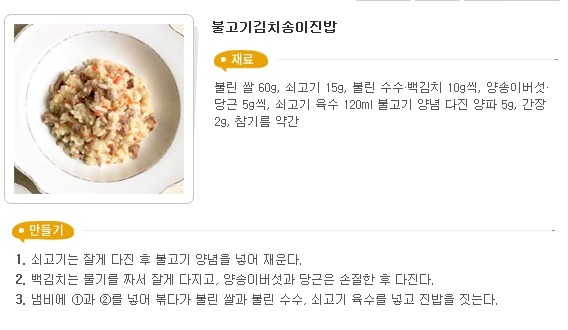 불고기김치송이진밥
재료
불린 쌀 60g, 쇠고기 15g, 불린 수수·백김치 10g씩, 양송이버섯·
당근 5g씩, 쇠고기 육수 120ml 불고기 양념 다진 양파 5g, 간장
2g, 참기름 약간
만들기
1. 쇠고기는 잘게 다진 후 불고기 양념을 넣어 재운다.
2. 백김치는 물기를 짜서 잘게 다지고, 양송이버섯과 당근은 손질한 후 다진다.
3. 냄비에 ①과 ②를 넣어 볶다가 불린 쌀과 불린 수수, 쇠고기 육수를 넣고 진밥을 짓는다.